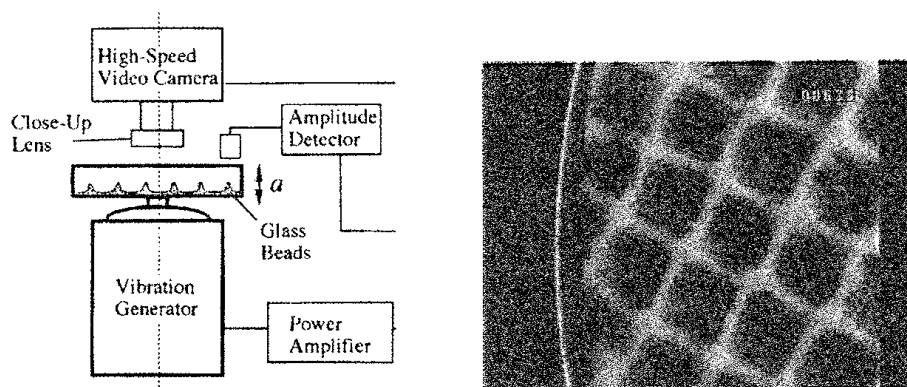 High-Speed
Video Camera
Close-Up
Lens
Amplitude
Detector
a
Glass
Beads
Vibration
Generator
Power
Amplifier